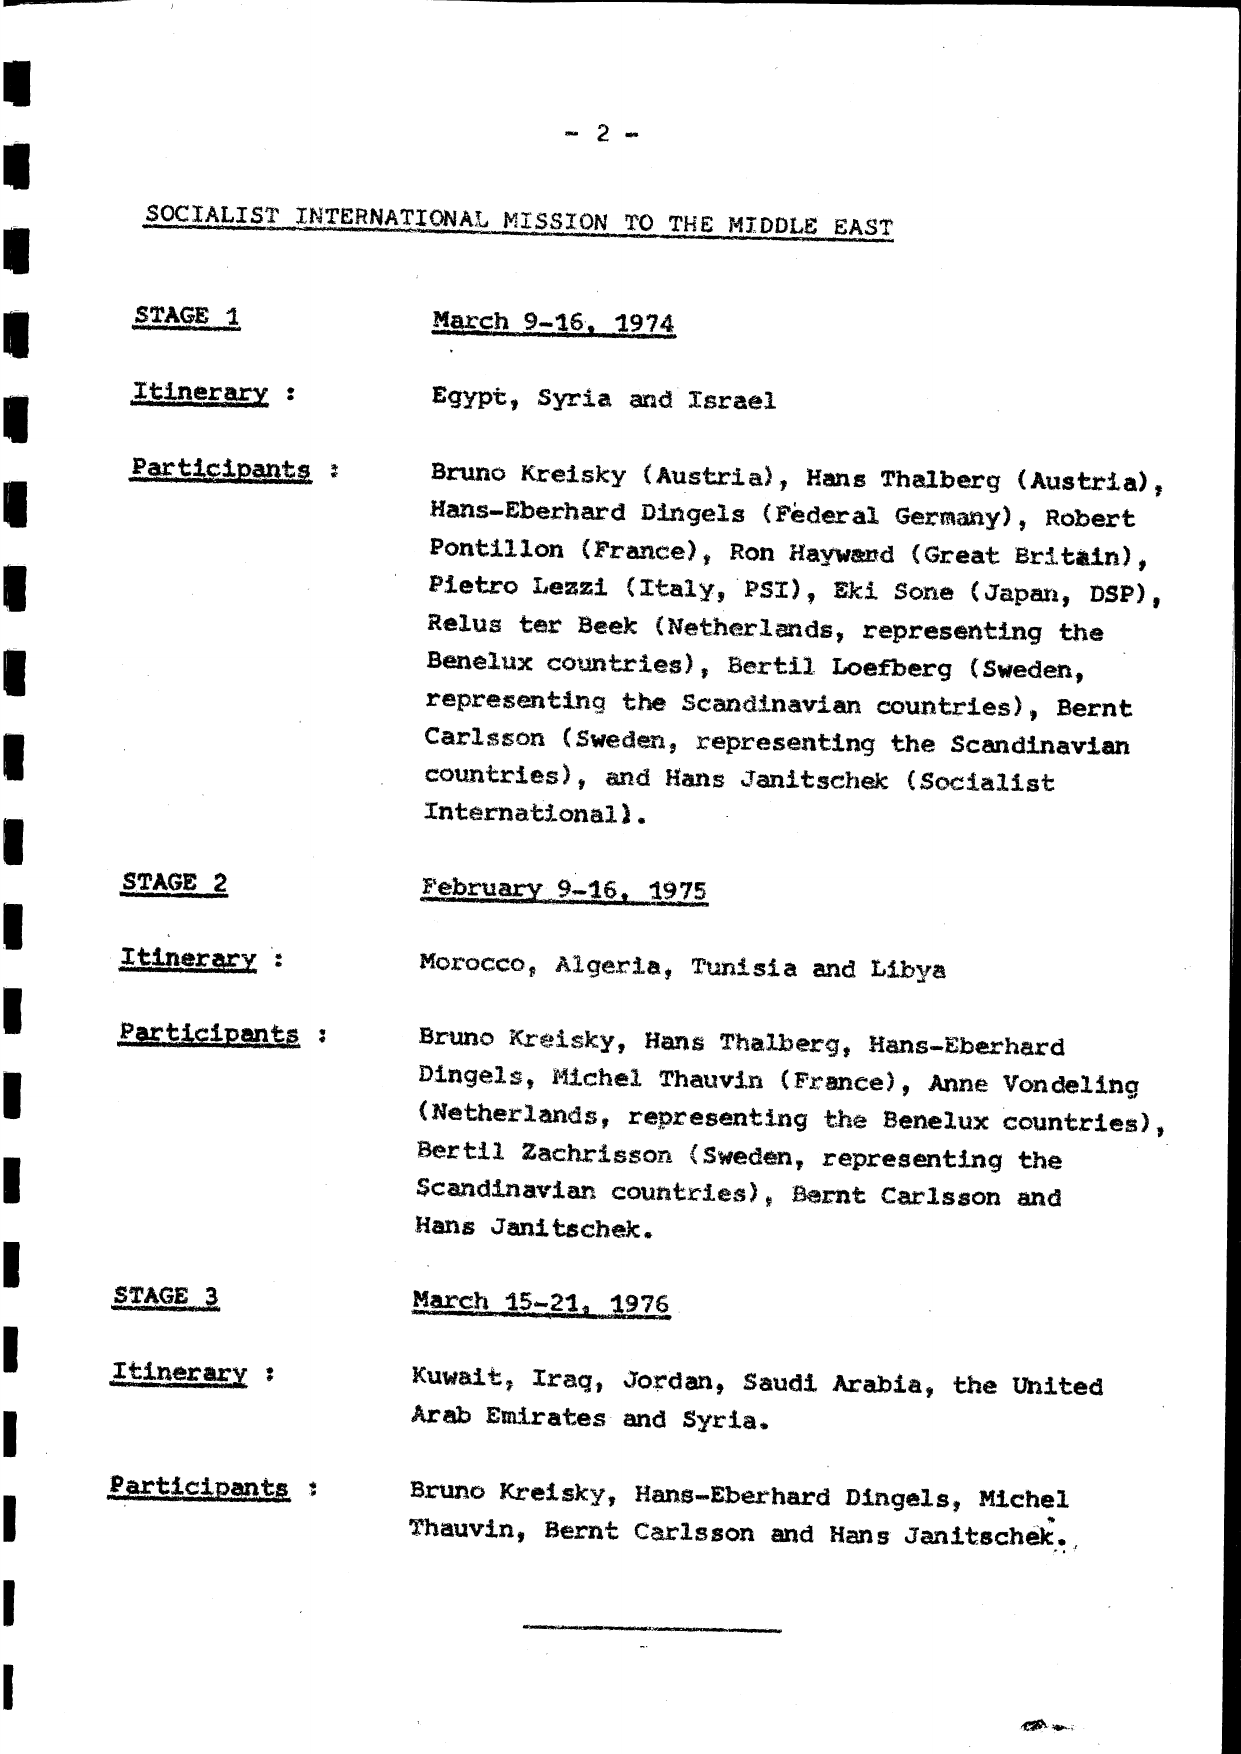 - 2 -
SOCIALIST INTERNATIONAL MISSION TO THE MIDDLE EAST
STAGE 1 March 9-16, 1974
Itinerary : Egypt, Syria and Israel
Participants : Bruno Kreisky (Austria), Hans Thalberg (Austria),
Hans-Eberhard Dingels (Federal Germany), Robert
Pontillon (France), Ron Hayward (Great Britain),
Pietro Lezzi (Italy, PSI), Eki Sone (Japan, DSP),
Relus ter Beek (Netherlands, representing the
Benelux countries), Bertil Loefberg (Sweden,
representing the Scandinavian countries), Bernt
Carlsson (Sweden, representing the Scandinavian
countries), and Hans Janitschek (Socialist
International).
STAGE 2 February 9-16, 1975
Itinerary : Morocco, Algeria, Tunisia and Libya
Participants : Bruno Kreisky, Hans Thalberg, Hans-Eberhard
Dingels, Michel Thauvin (France), Anne Vondeling
(Netherlands, representing the Benelux countries),
Bertil Zachrisson (Sweden, representing the
Scandinavian countries), Bernt Carlsson and
Hans Janitschek.
STAGE 3 March 15-21, 1976
Itinerary : Kuwait, Iraq, Jordan, Saudi Arabia, the United
Arab Emirates and Syria.
Participants : Bruno Kreisky, Hans-Eberhard Dingels, Michel
Thauvin, Bernt Carlsson and Hans Janitschek.